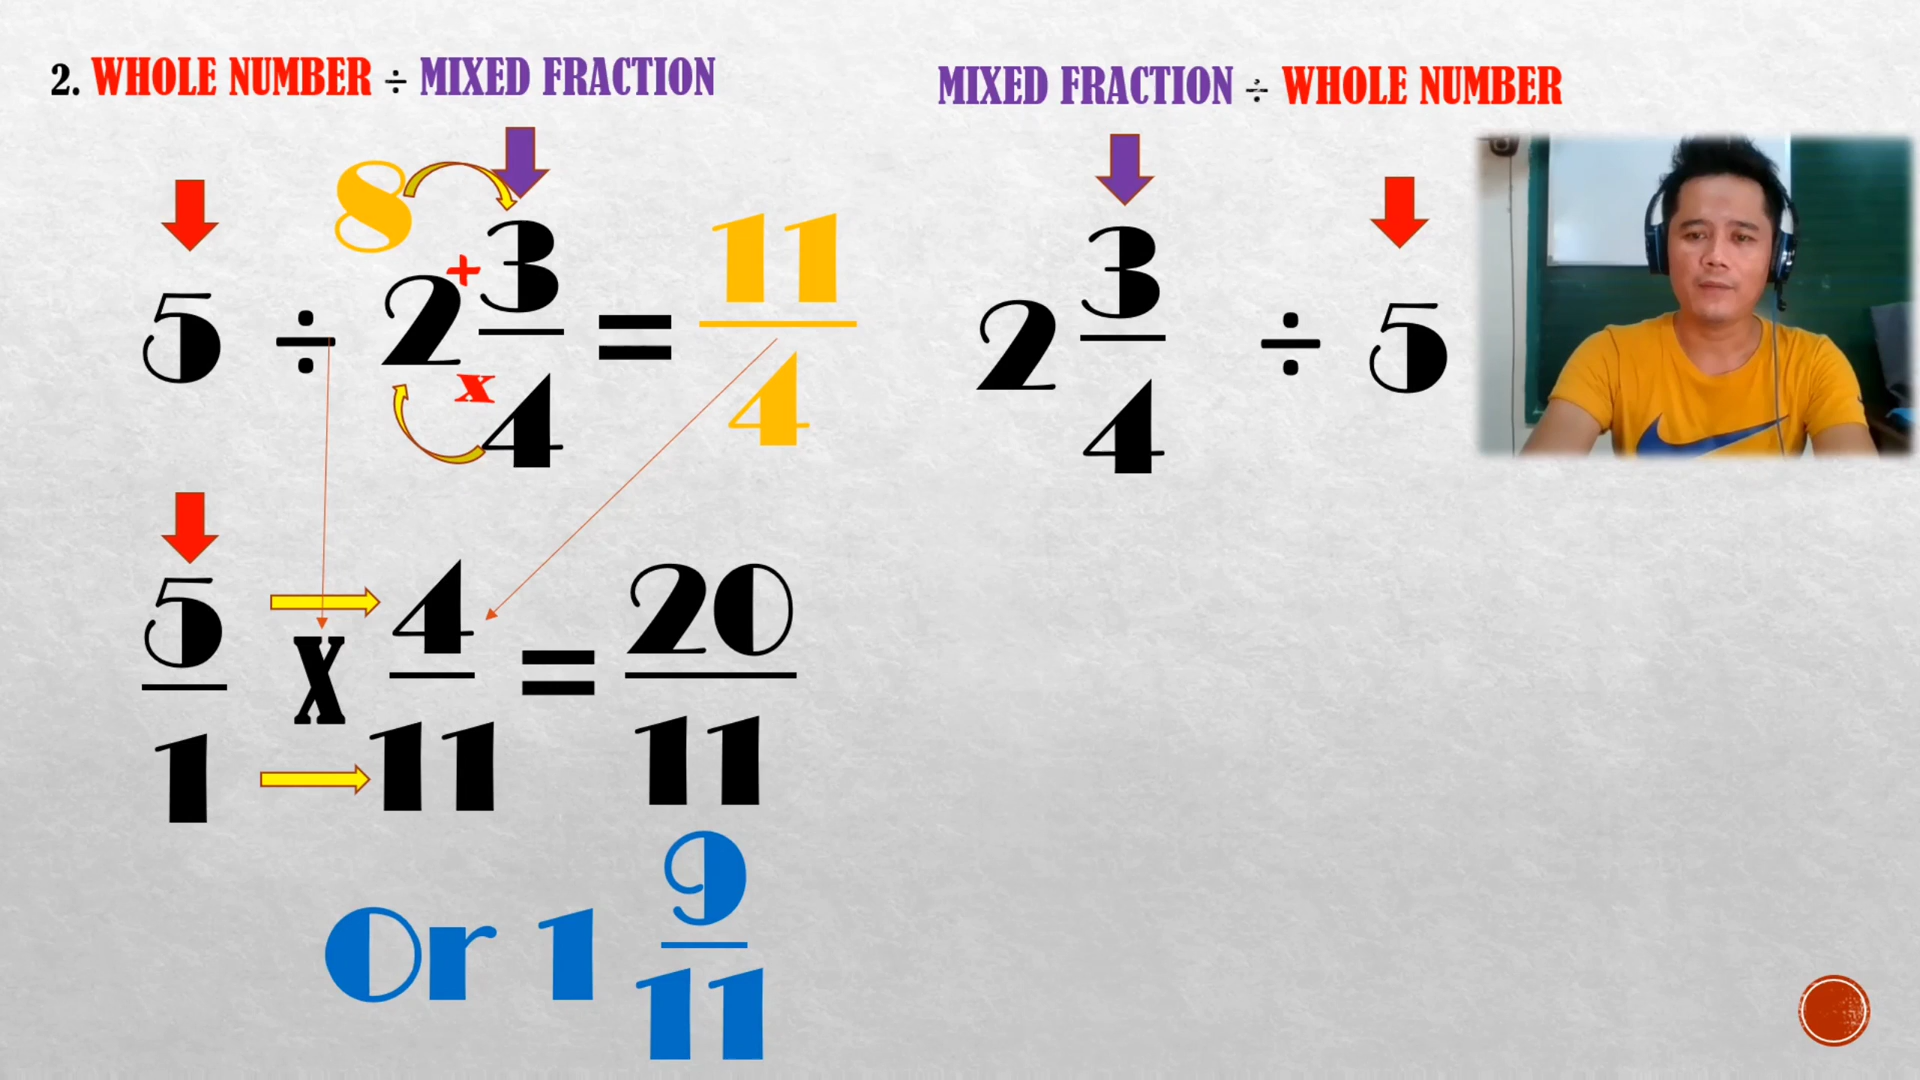 2. WHOLE NUMBER ÷ MIXED FRACTION
8
5 ÷ 2 + 3/4 x = 11/4
5/1 X 4/11 = 20/11
Or 1 9/11
MIXED FRACTION ÷ WHOLE NUMBER
2 3/4 ÷ 5